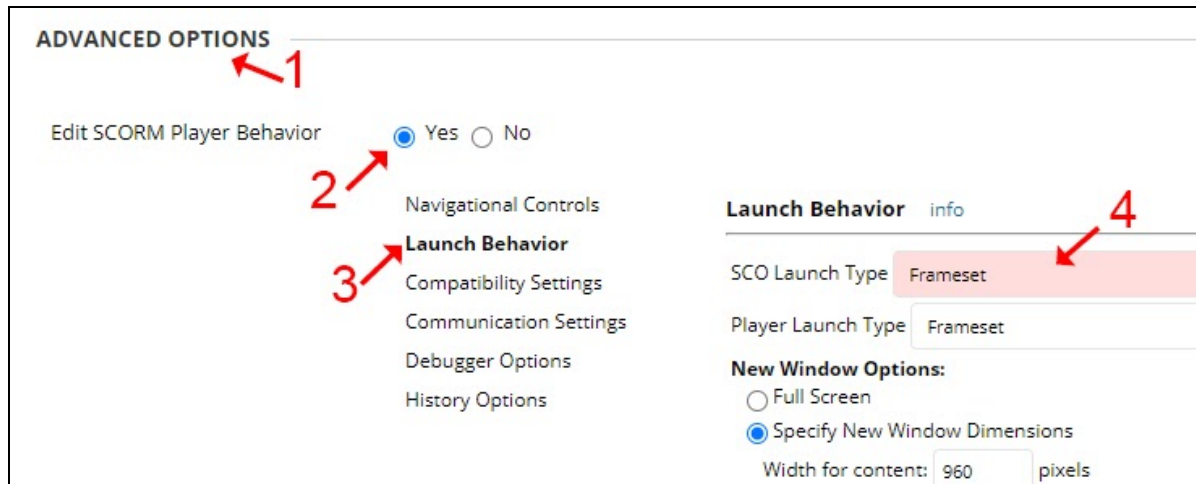 ADVANCED OPTIONS
1
Edit SCORM Player Behavior Yes No
2
Navigational Controls
Launch Behavior
3
Compatibility Settings
Communication Settings
Debugger Options
History Options
Launch Behavior info
4
SCO Launch Type Frameset
Player Launch Type Frameset
New Window Options:
Full Screen
Specify New Window Dimensions
Width for content: 960 pixels